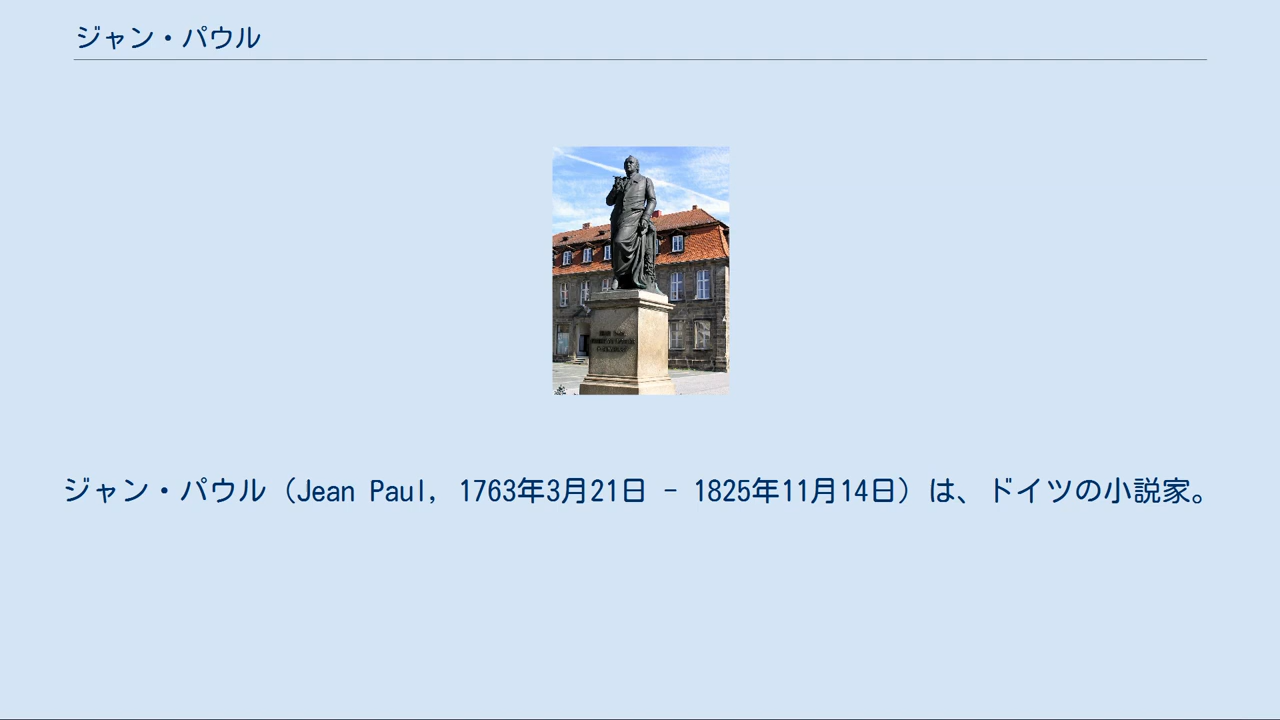 ジャン・パウル
ジャン・パウル（Jean Paul, 1763年3月21日 - 1825年11月14日）は、ドイツの小説家。